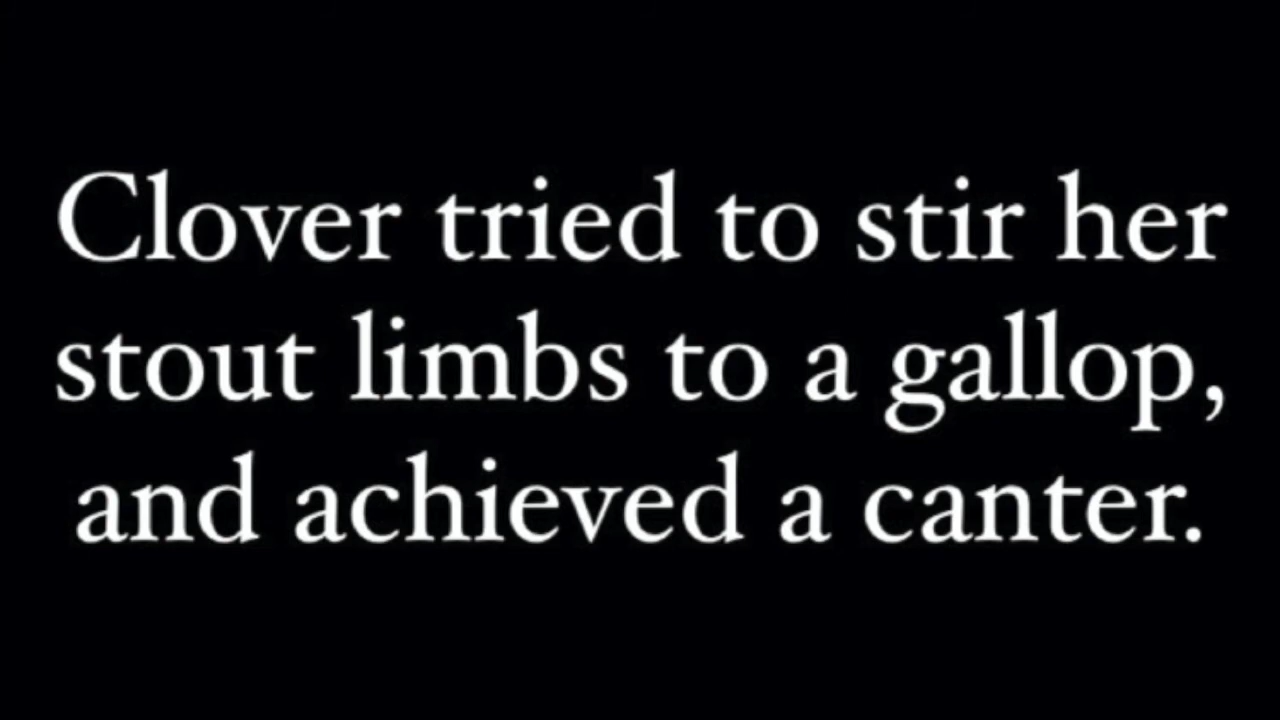 Clover tried to stir her
stout limbs to a gallop,
and achieved a canter.